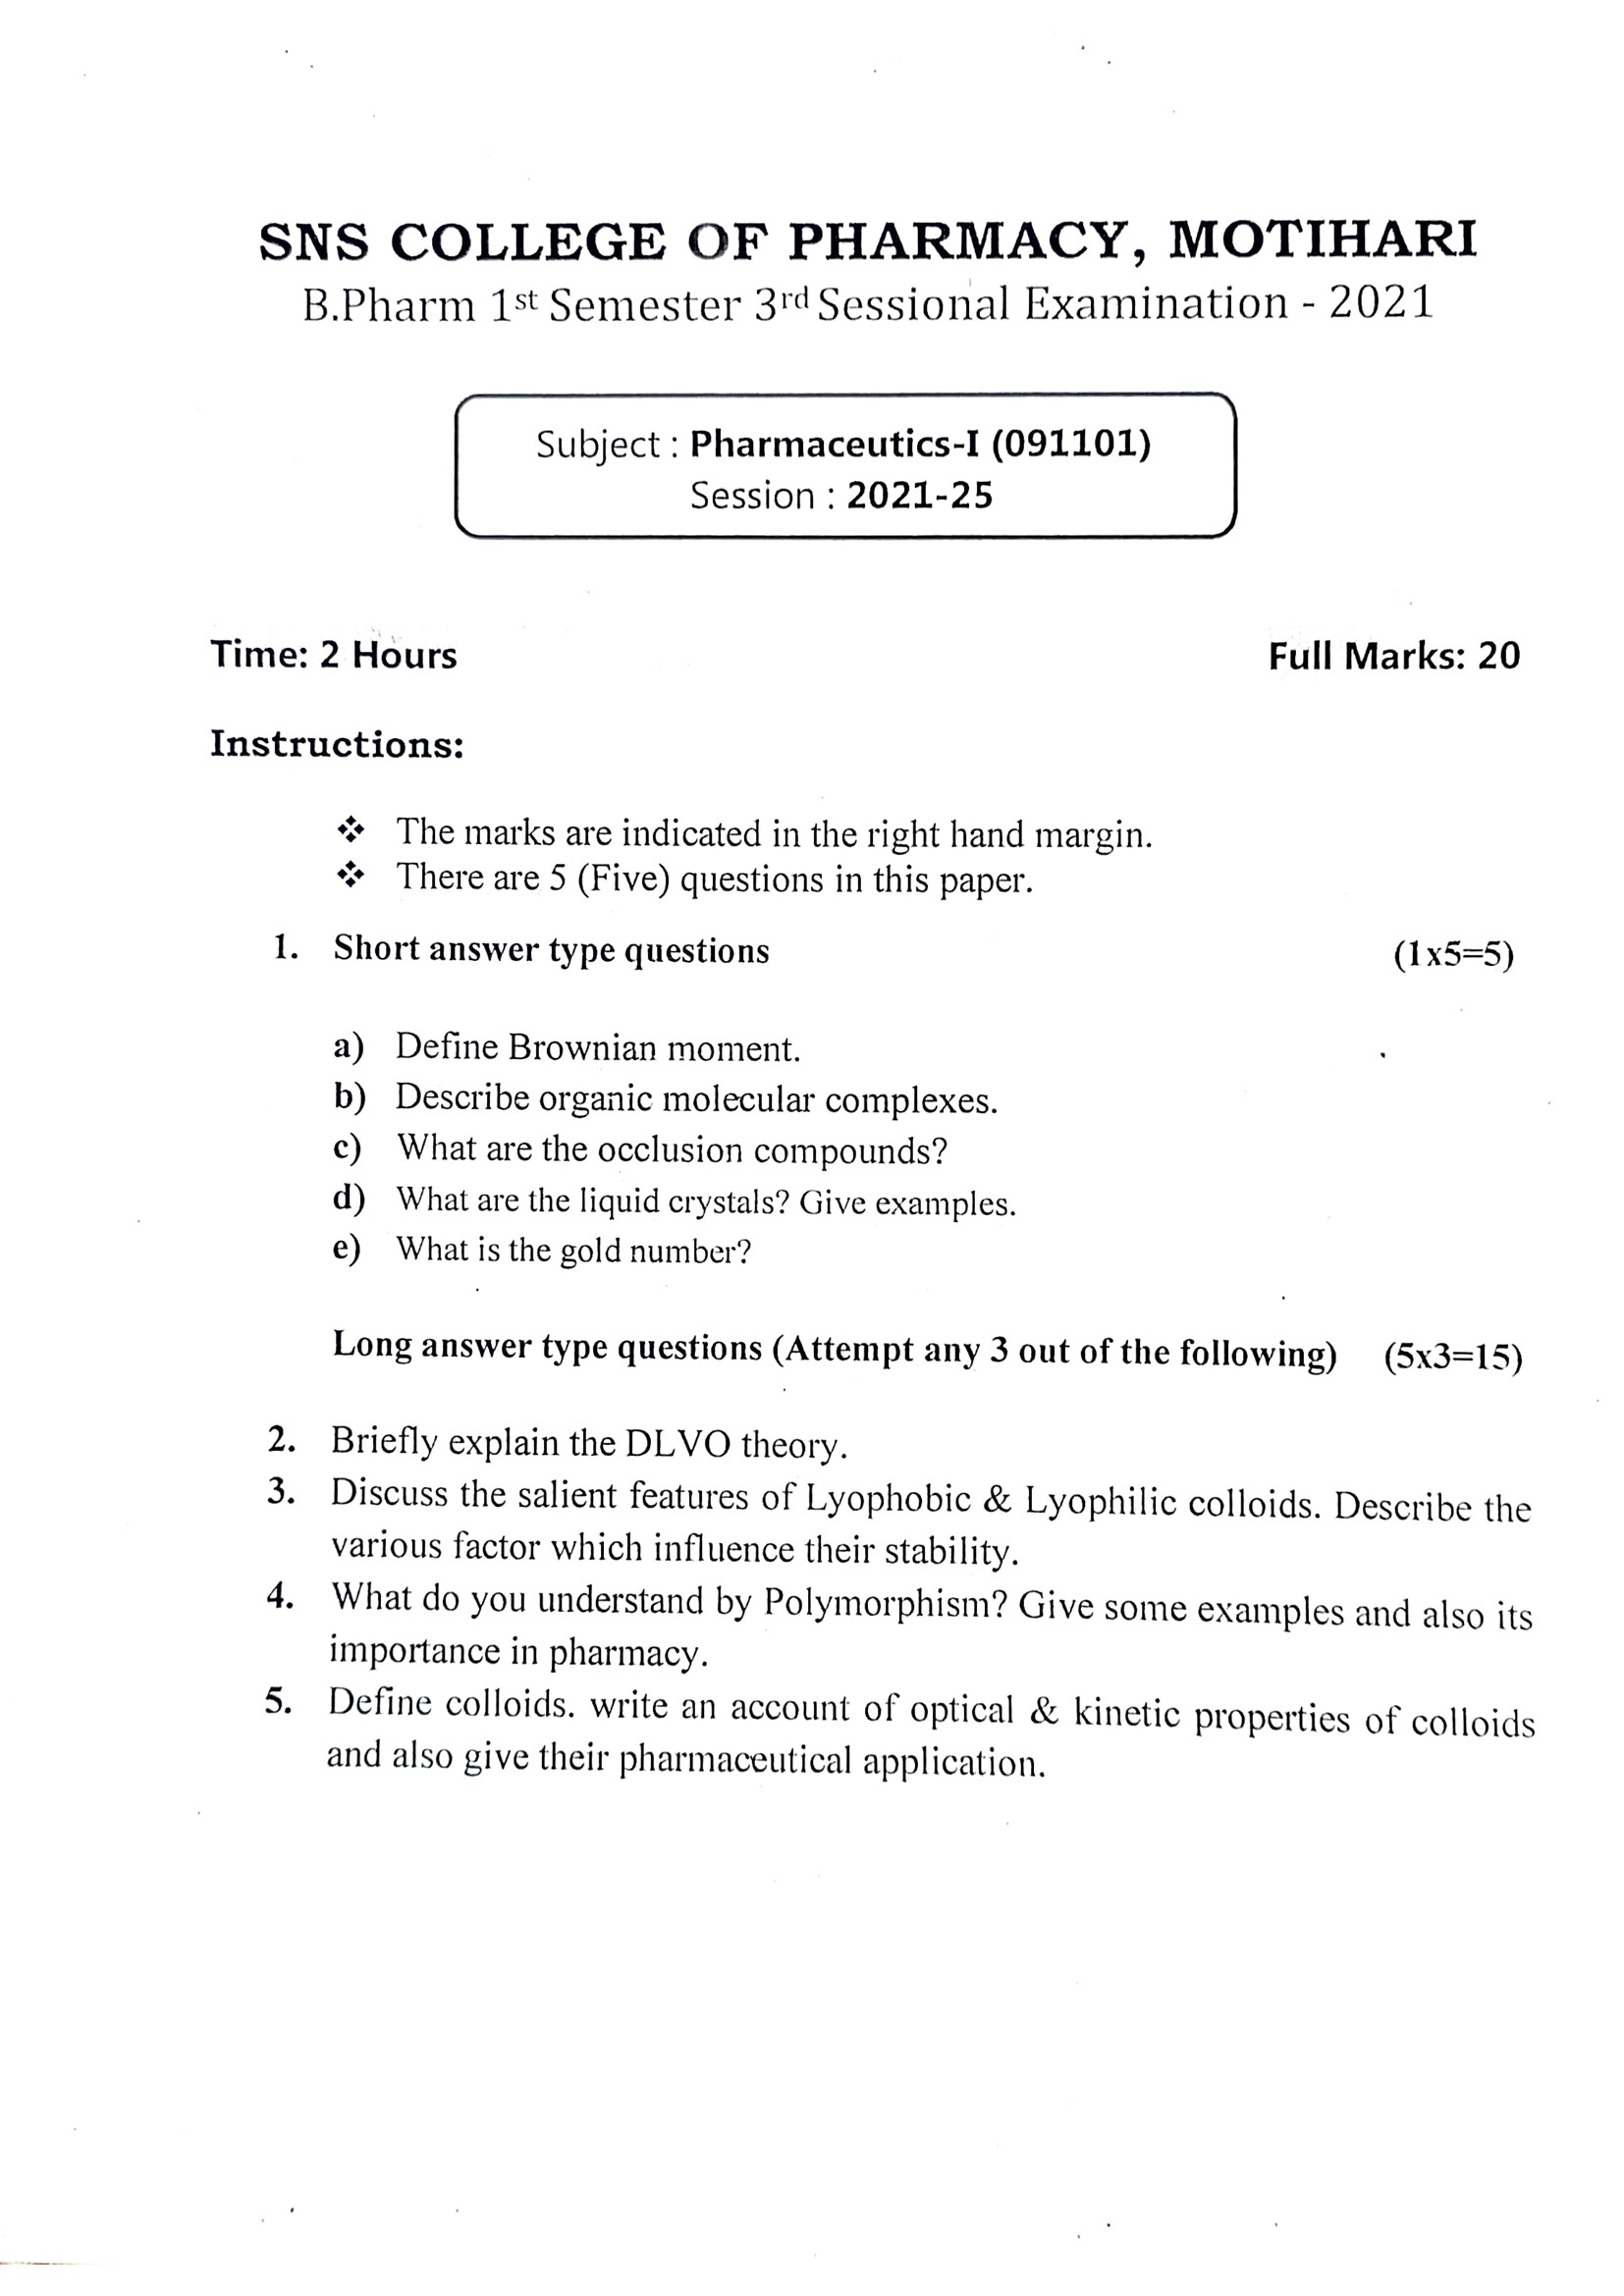 SNS COLLEGE OF PHARMACY, MOTIHARI
B.Pharm 1st Semester 3rd Sessional Examination - 2021
Subject : Pharmaceutics-I (091101)
Session : 2021-25
Time: 2 Hours Full Marks: 20
Instructions:
❖ The marks are indicated in the right hand margin.
❖ There are 5 (Five) questions in this paper.
1. Short answer type questions (1x5=5)
a) Define Brownian moment.
b) Describe organic molecular complexes.
c) What are the occlusion compounds?
d) What are the liquid crystals? Give examples.
e) What is the gold number?
Long answer type questions (Attempt any 3 out of the following) (5x3=15)
2. Briefly explain the DLVO theory.
3. Discuss the salient features of Lyophobic & Lyophilic colloids. Describe the
various factor which influence their stability.
4. What do you understand by Polymorphism? Give some examples and also its
importance in pharmacy.
5. Define colloids. write an account of optical & kinetic properties of colloids
and also give their pharmaceutical application.